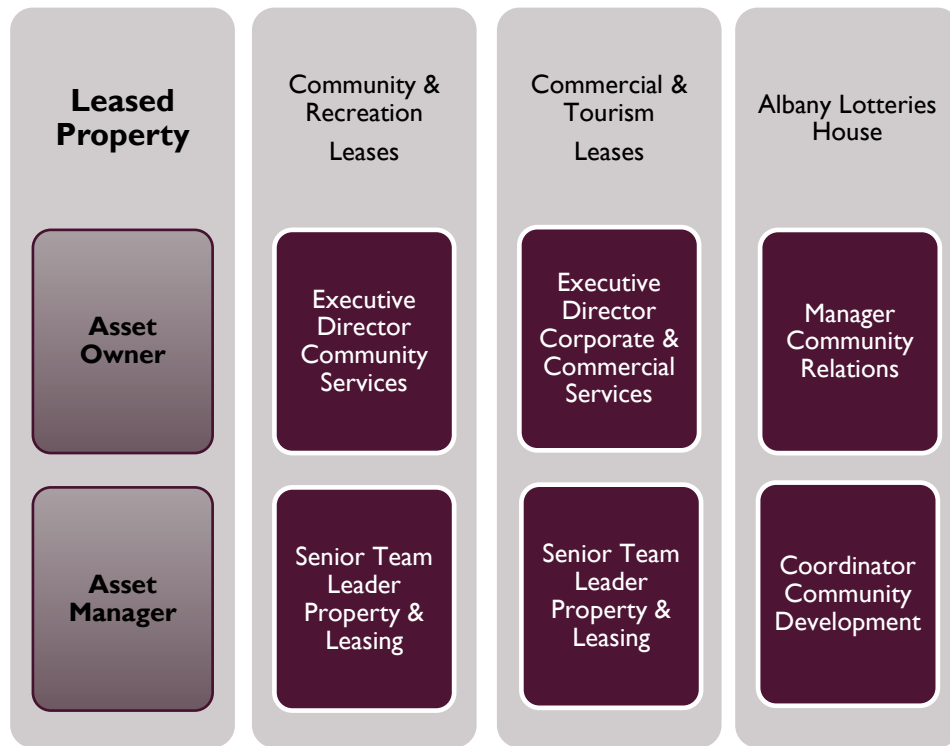 Leased
Property
Community &
Recreation
Leases
Commercial &
Tourism
Leases
Albany Lotteries
House
Asset
Owner
Executive
Director
Community
Services
Executive
Director
Corporate &
Commercial
Services
Manager
Community
Relations
Asset
Manager
Senior Team
Leader
Property &
Leasing
Senior Team
Leader
Property &
Leasing
Coordinator
Community
Development